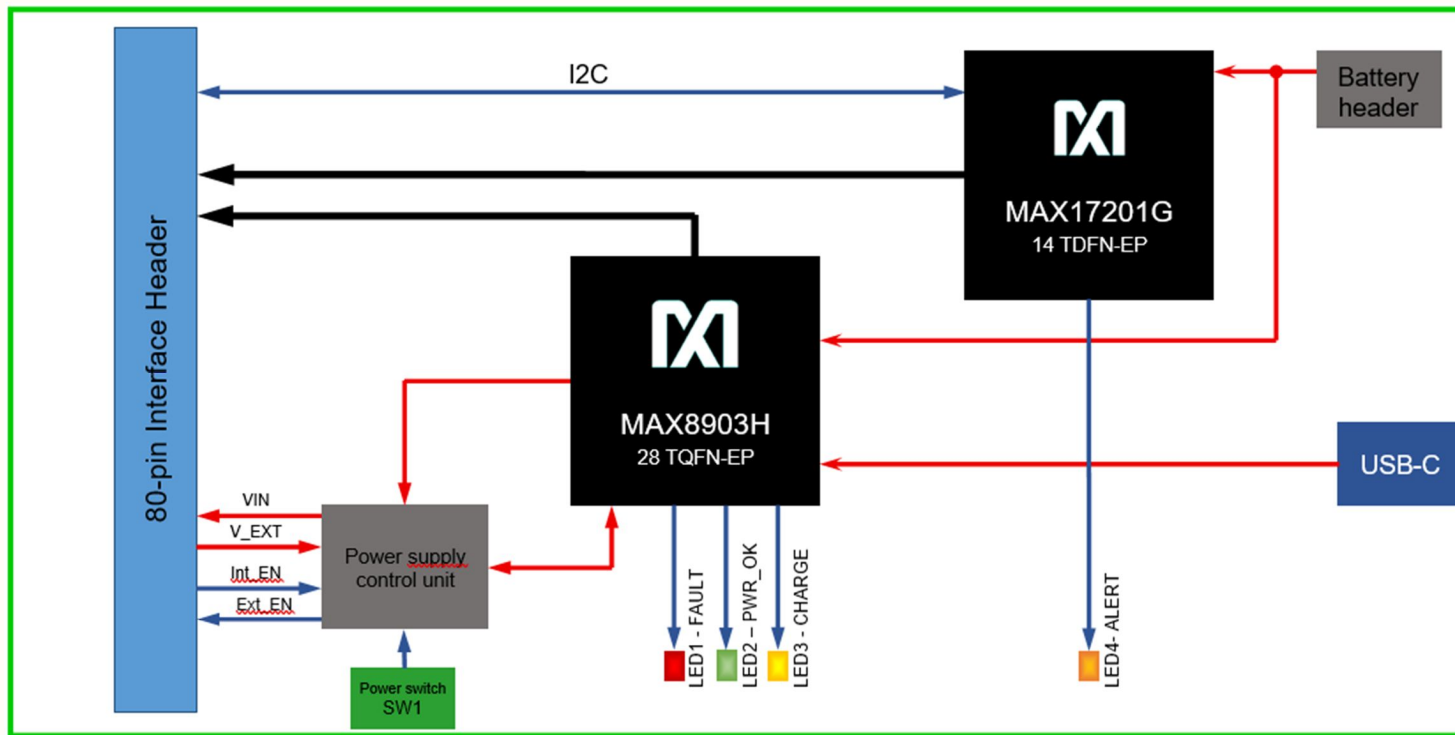 I2C
Battery
header
MAX17201G
14 TDFN-EP
80-pin Interface Header
MAX8903H
28 TQFN-EP
USB-C
VIN
V_EXT
Int_EN
Ext_EN
Power supply
control unit
Power switch
SW1
LED1 - FAULT
LED2 – PWR_OK
LED3 - CHARGE
LED4- ALERT